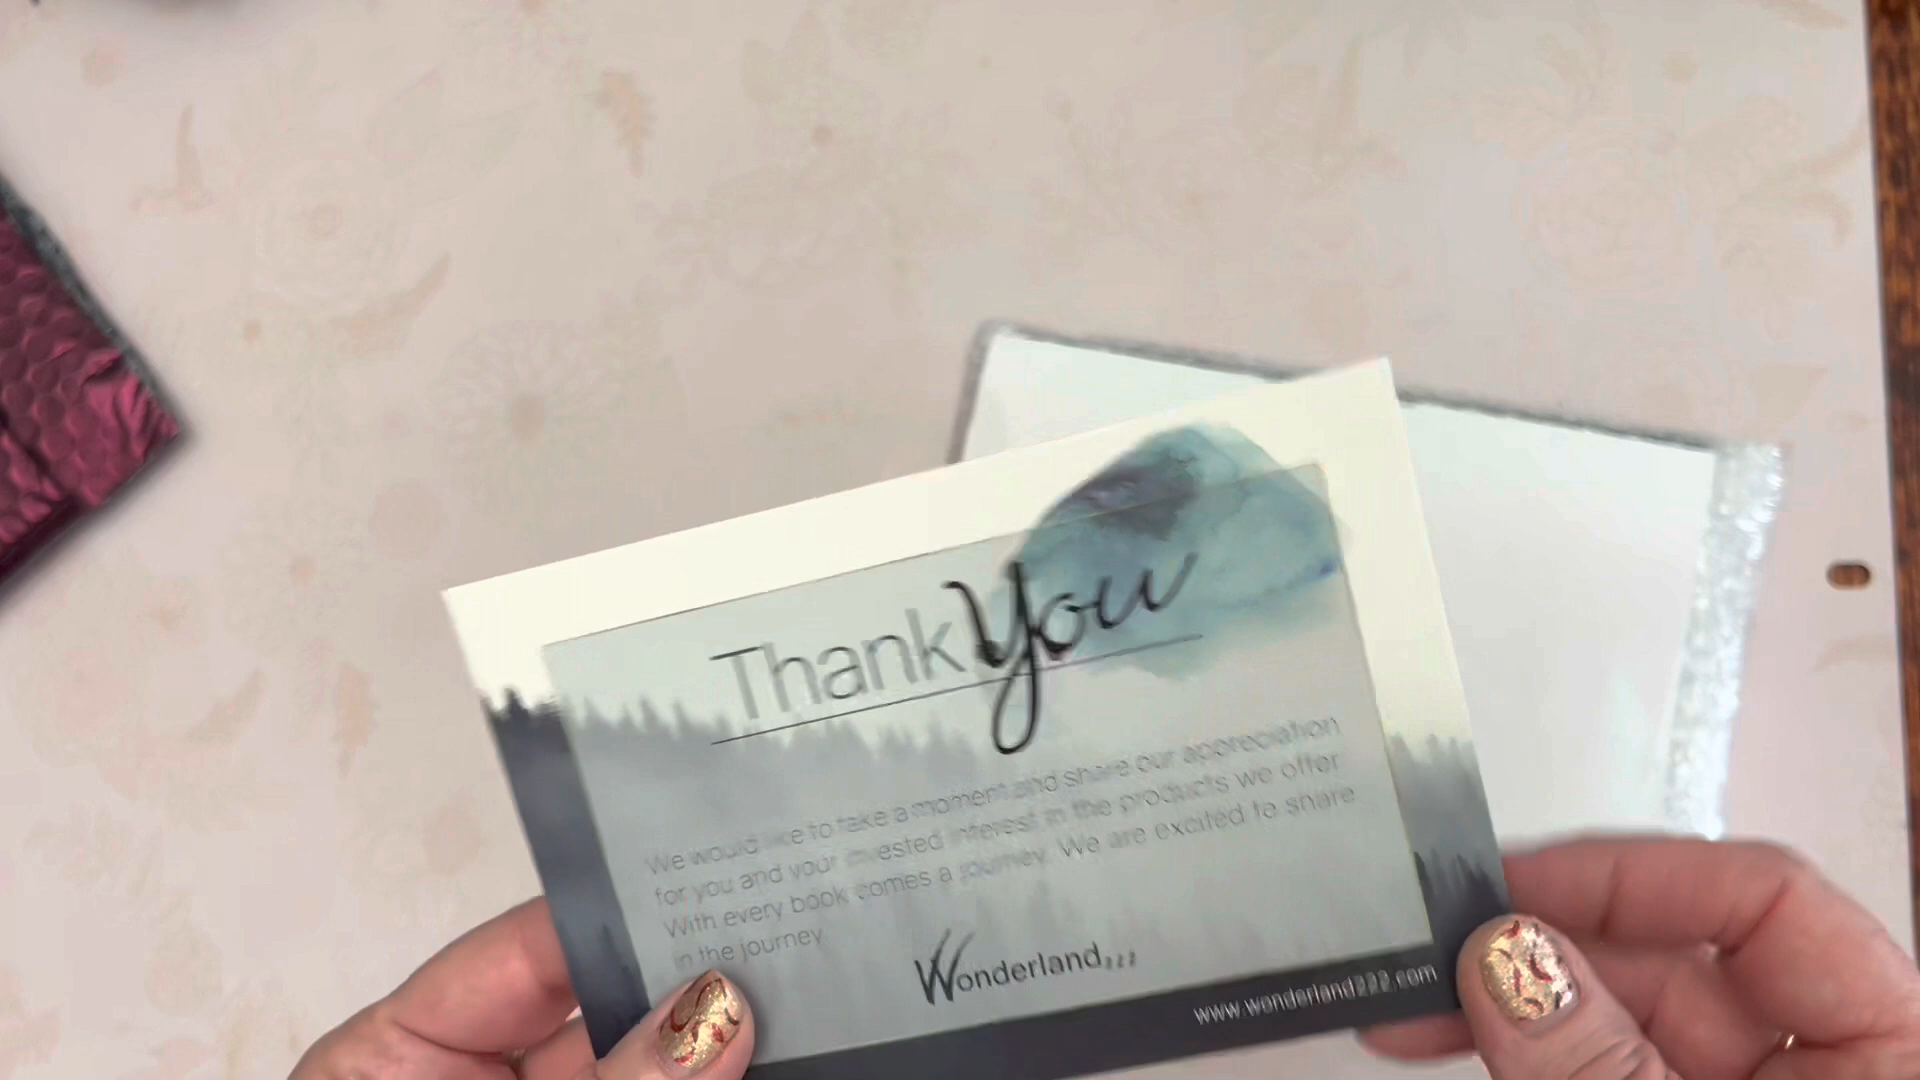 Thank You
We would like to take a moment and share our appreciation
for you and your invested interest in the products we offer
With every book comes a journey. We are excited to share
in the journey
Wonderland222
www.wonderland222.com